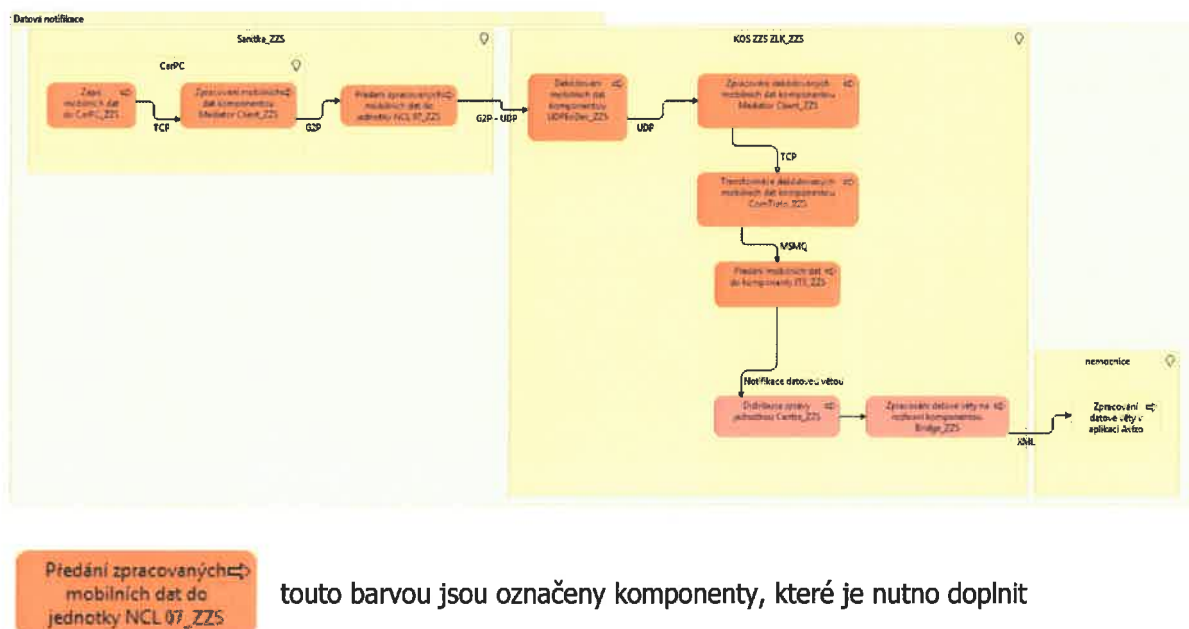 Datová notifikace
Sanitka_ZZS
KOS ZZS ZLK_ZZS
CarPC
Zápis
mobilních dat
do CarPC_ZZS
TCP
Zpracování mobilních
dat komponentou
Mediator Client_ZZS
G2P
Předání zpracovaných
mobilních dat do
jednotky NCL 07_ZZS
G2P - UDP
Dekódování
mobilních dat
komponentou
UDPEnDec_ZZS
UDP
Zpracování dekódovaných
mobilních dat komponentou
Mediator Client_ZZS
TCP
Transformace dekódovaných
mobilních dat komponentou
MSMQ
Předání mobilních dat
do komponenty
Notifikace datovou větou
Distribuce zprávy
jednotkou Centre_ZZS
Zpracování datové věty na
rozhraní komponentou
Bridge_ZZS
XML
nemocnice
Zpracování
datové věty v
aplikaci Avízo
Předání zpracovaných
mobilních dat do
jednotky NCL 07_ZZS
touto barvou jsou označeny komponenty, které je nutno doplnit